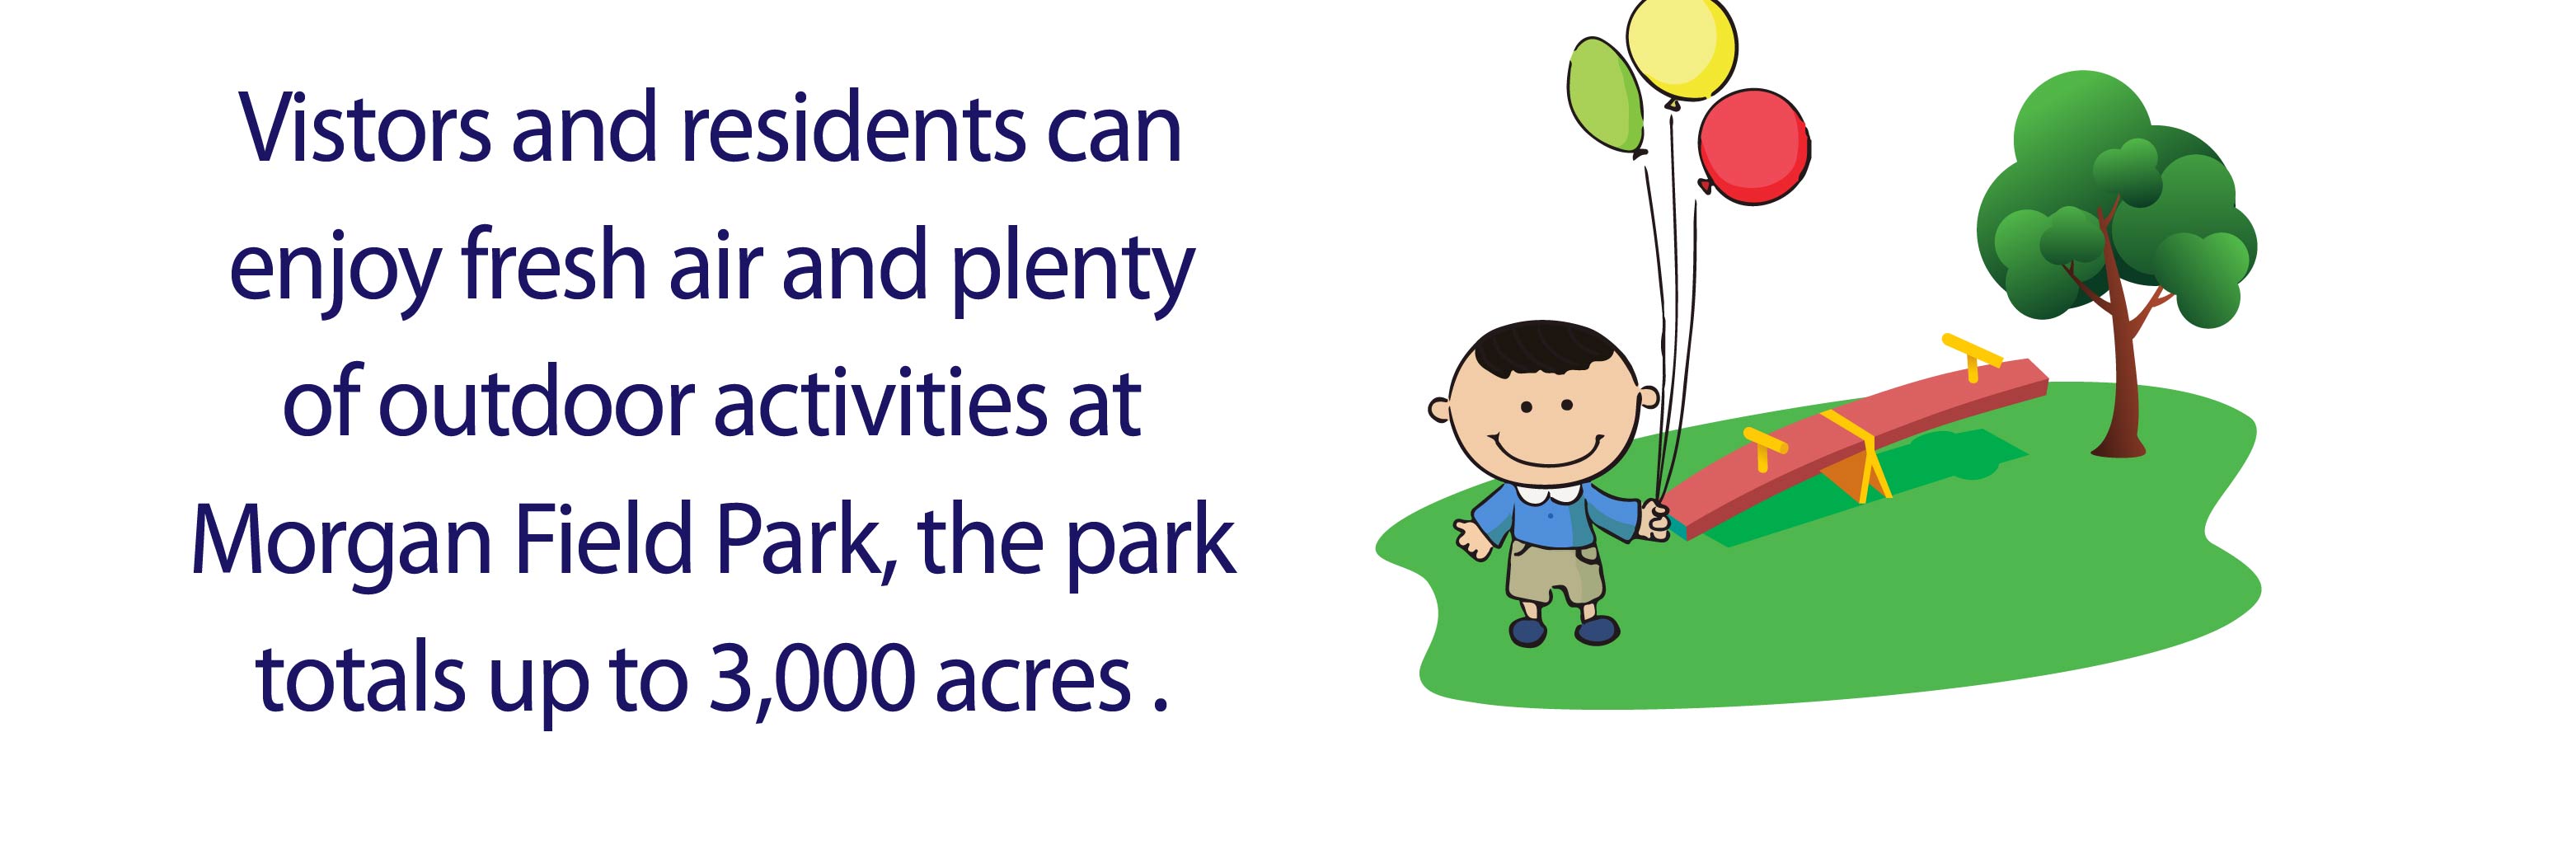 Vistors and residents can
enjoy fresh air and plenty
of outdoor activities at
Morgan Field Park, the park
totals up to 3,000 acres .